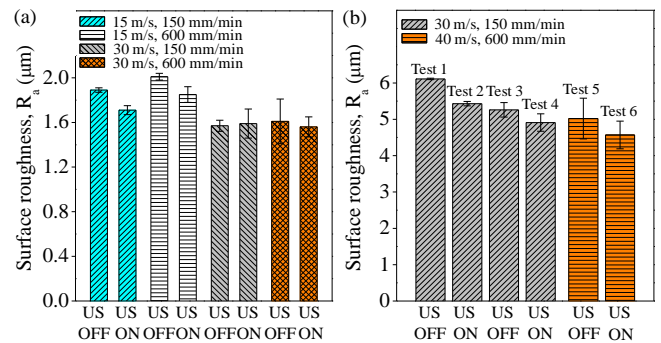 (a)
15 m/s, 150 mm/min
15 m/s, 600 mm/min
30 m/s, 150 mm/min
30 m/s, 600 mm/min
Surface roughness, Ra (μm)
2.0
1.6
1.2
0.8
0.4
0.0
US US US US US US US US
OFF ON OFF ON OFF ON OFF ON
(b)
30 m/s, 150 mm/min
40 m/s, 600 mm/min
Surface roughness, Ra (μm)
7
6
5
4
3
2
1
0
Test 1
Test 2 Test 3
Test 4
Test 5
Test 6
US US US US US US
OFF ON OFF ON OFF ON